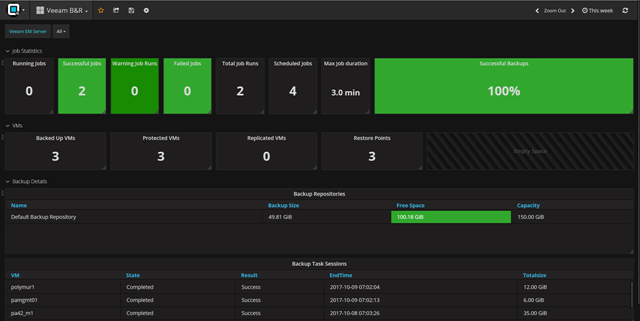 Veeam B&R
Zoom Out
This week
Veeam EM Server
All
Job Statistics
Running Jobs
Successful Jobs
Warning Job Runs
Failed Jobs
Total Job Runs
Scheduled Jobs
Max Job duration
Successful Backups
0
2
0
0
2
4
3.0 min
100%
VMs
Backed Up VMs
Protected VMs
Replicated VMs
Restore Points
3
3
0
3
Empty Space
Backup Details
Backup Repositories
Name Backup Size Free Space Capacity
Default Backup Repository 49.81 GiB 100.18 GiB 150.00 GiB
Backup Task Sessions
VM State Result EndTime Totalsize
polymur1 Completed Success 2017-10-09 07:02:04 12.00 GiB
pamgmt01 Completed Success 2017-10-09 07:02:13 6.00 GiB
pa42_m1 Completed Success 2017-10-08 07:03:26 35.00 GiB